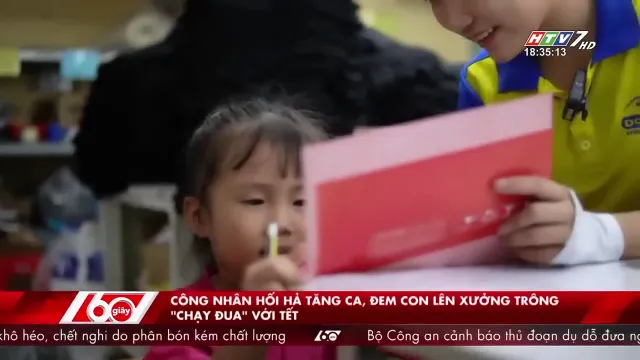 HTV7 HD
18:35:13
60 giây
CÔNG NHÂN HỐI HẢ TĂNG CA, ĐEM CON LÊN XƯỞNG TRÔNG
"CHẠY ĐUA" VỚI TẾT
khô héo, chết nghi do phân bón kém chất lượng 60 giây Bộ Công an cảnh báo thủ đoạn dụ dỗ đưa n